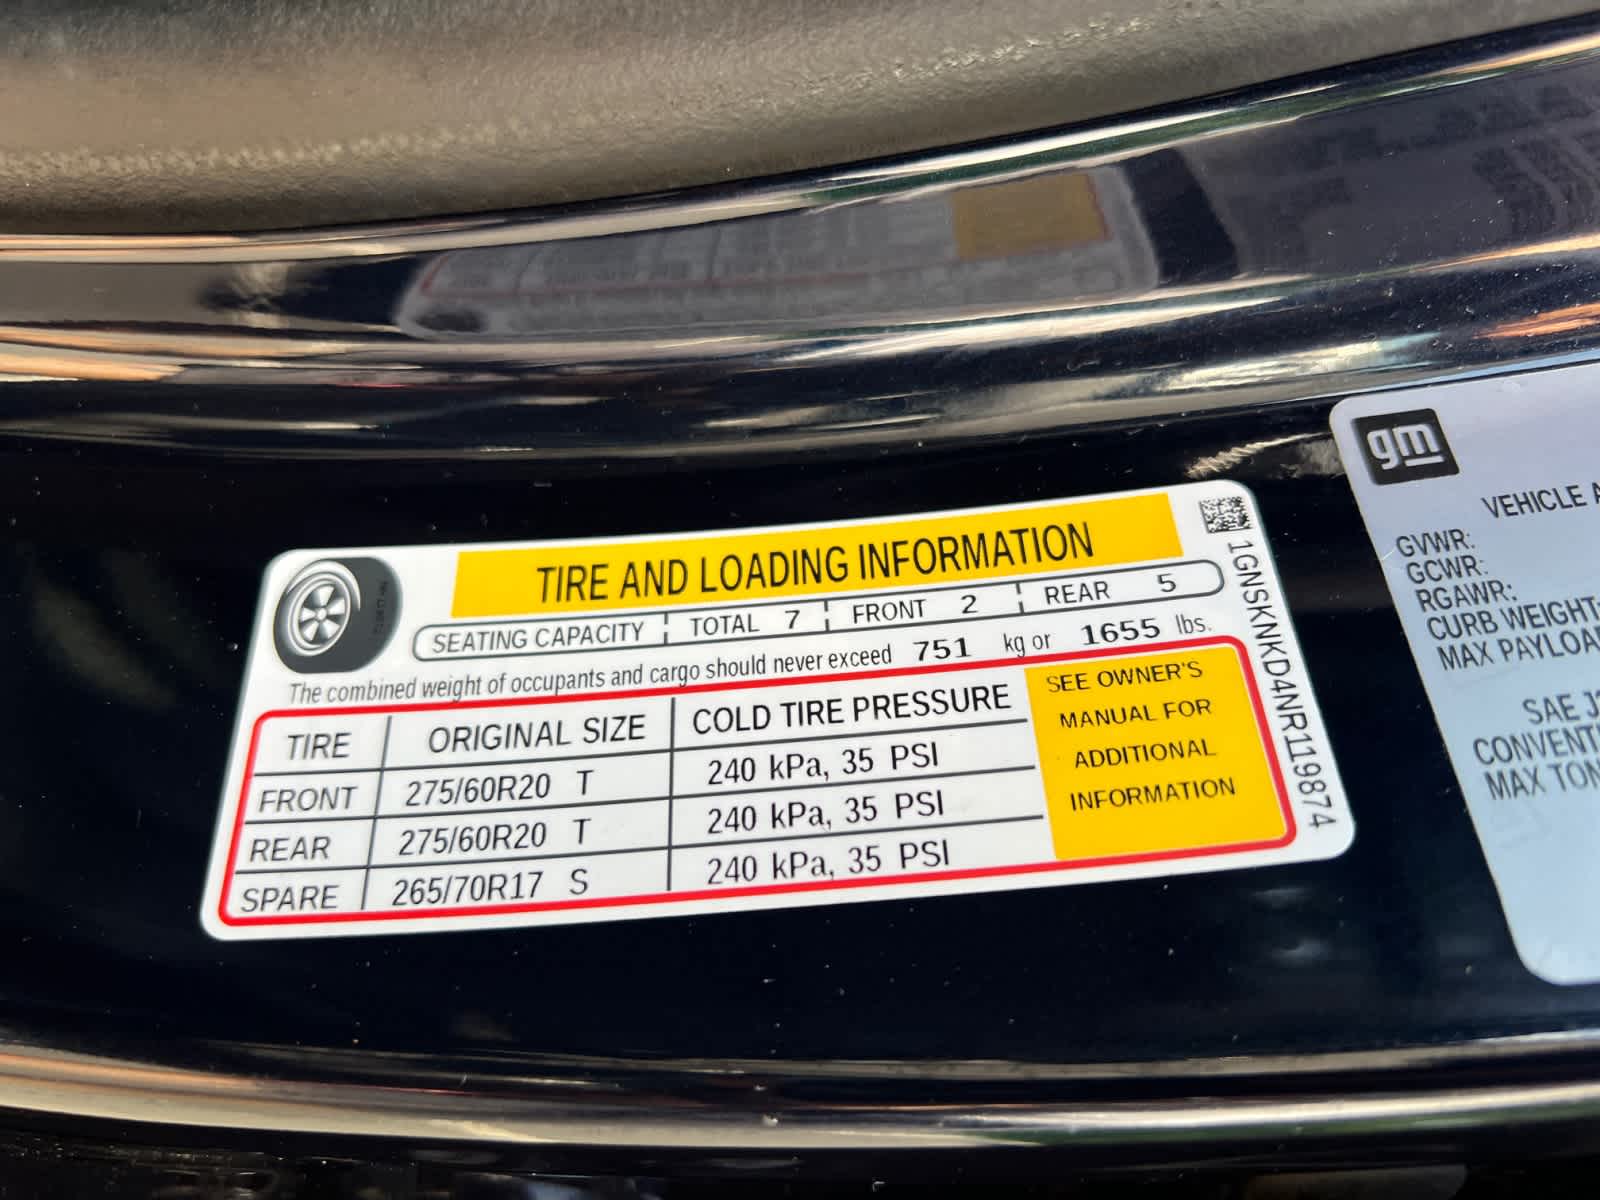 TIRE AND LOADING INFORMATION
SEATING CAPACITY TOTAL 7 FRONT 2 REAR 5
The combined weight of occupants and cargo should never exceed 751 kg or 1655 lbs.
TIRE ORIGINAL SIZE COLD TIRE PRESSURE
FRONT 275/60R20 T 240 kPa, 35 PSI
REAR 275/60R20 T 240 kPa, 35 PSI
SPARE 265/70R17 S 240 kPa, 35 PSI
SEE OWNER'S
MANUAL FOR
ADDITIONAL
INFORMATION
1GNSKNKD4NR119874
gm
VEHICLE
GVWR:
GCWR:
RGAWR:
CURB WEIGHT:
MAX
SAE
MAX